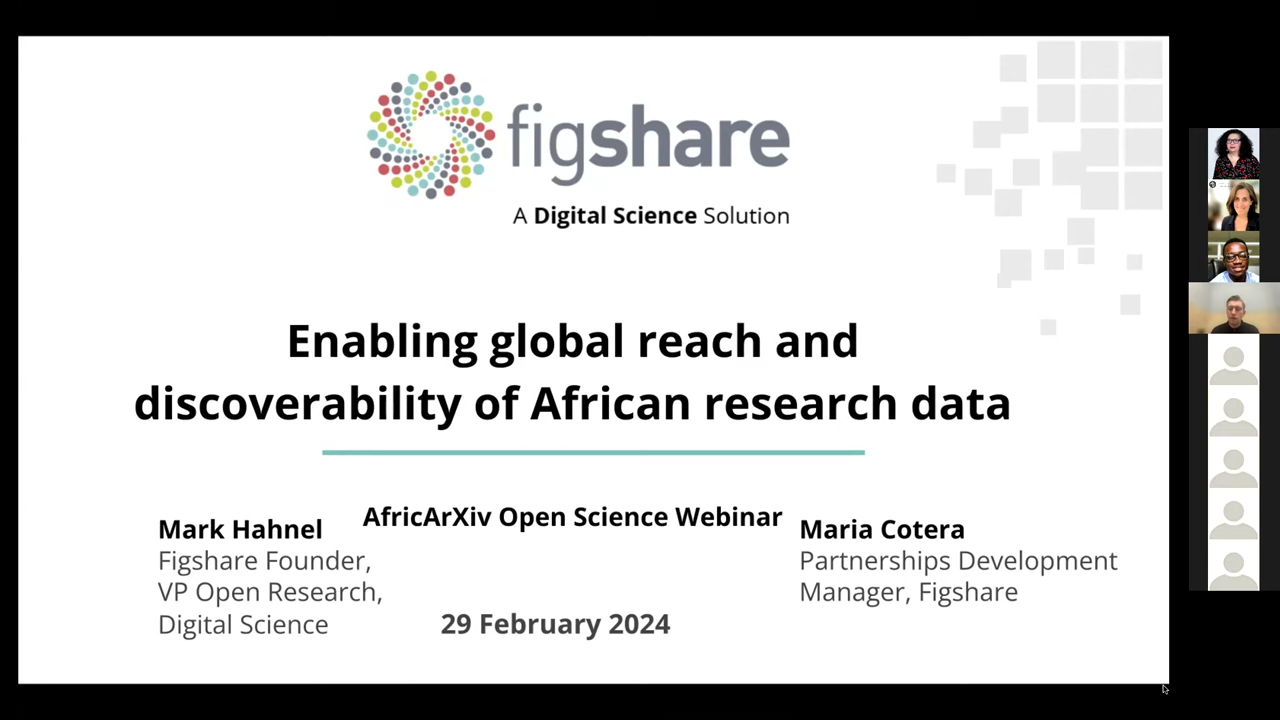 figshare
A Digital Science Solution
Enabling global reach and
discoverability of African research data
AfricArXiv Open Science Webinar
Mark Hahnel
Figshare Founder,
VP Open Research,
Digital Science
Maria Cotera
Partnerships Development
Manager, Figshare
29 February 2024